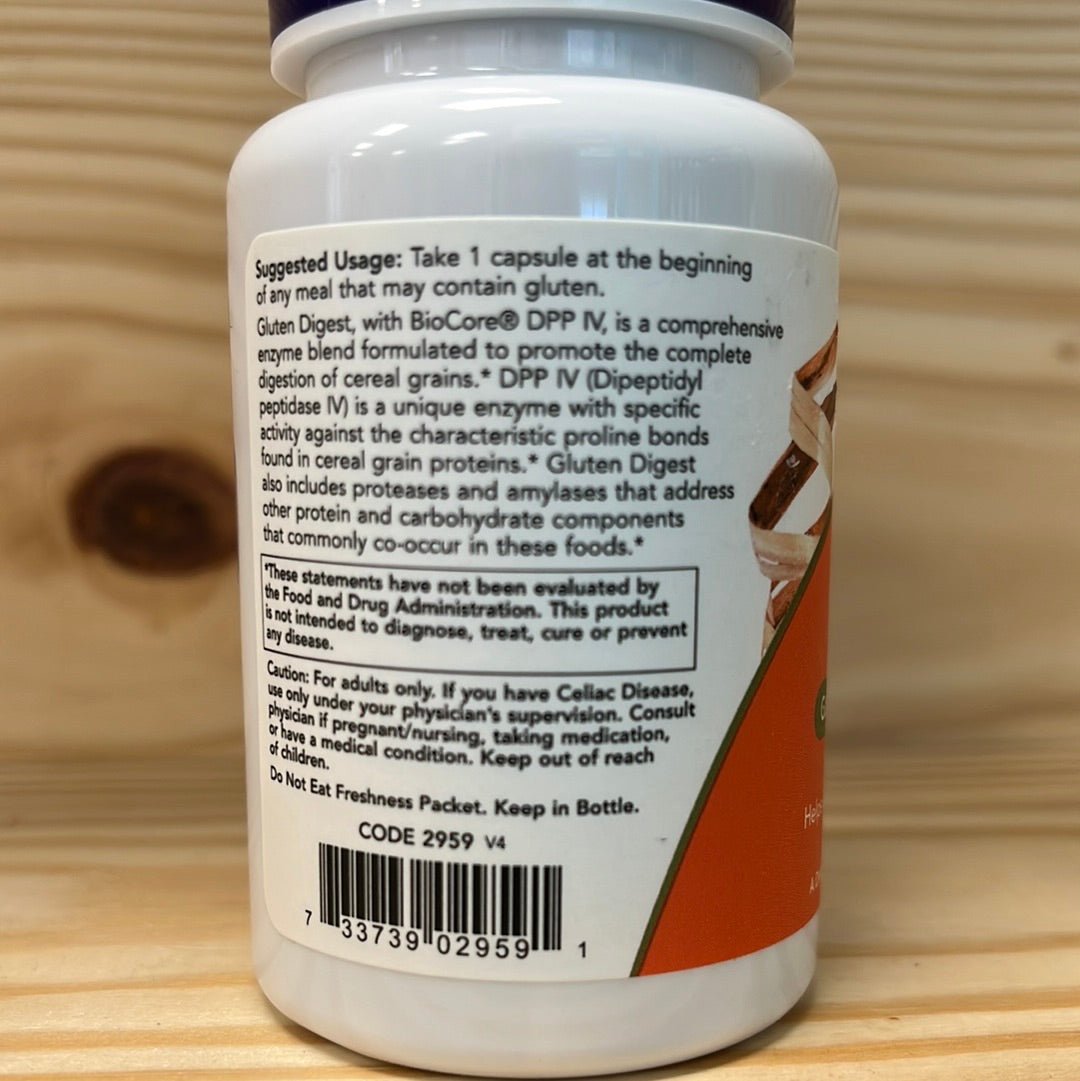 Suggested Usage: Take 1 capsule at the beginning
of any meal that may contain gluten.
Gluten Digest, with BioCore® DPP IV, is a comprehensive
enzyme blend formulated to promote the complete
digestion of cereal grains.* DPP IV (Dipeptidyl
peptidase IV) is a unique enzyme with specific
activity against the characteristic proline bonds
found in cereal grain proteins.* Gluten Digest
also includes proteases and amylases that address
other protein and carbohydrate components
that commonly co-occur in these foods.*
*These statements have not been evaluated by
the Food and Drug Administration. This product
is not intended to diagnose, treat, cure or prevent
any disease.
Caution: For adults only. If you have Celiac Disease,
use only under your physician's supervision. Consult
physician if pregnant/nursing, taking medication,
or have a medical condition. Keep out of reach
of children.
Do Not Eat Freshness Packet. Keep in Bottle.
CODE 2959 V4
7 33739 02959 1